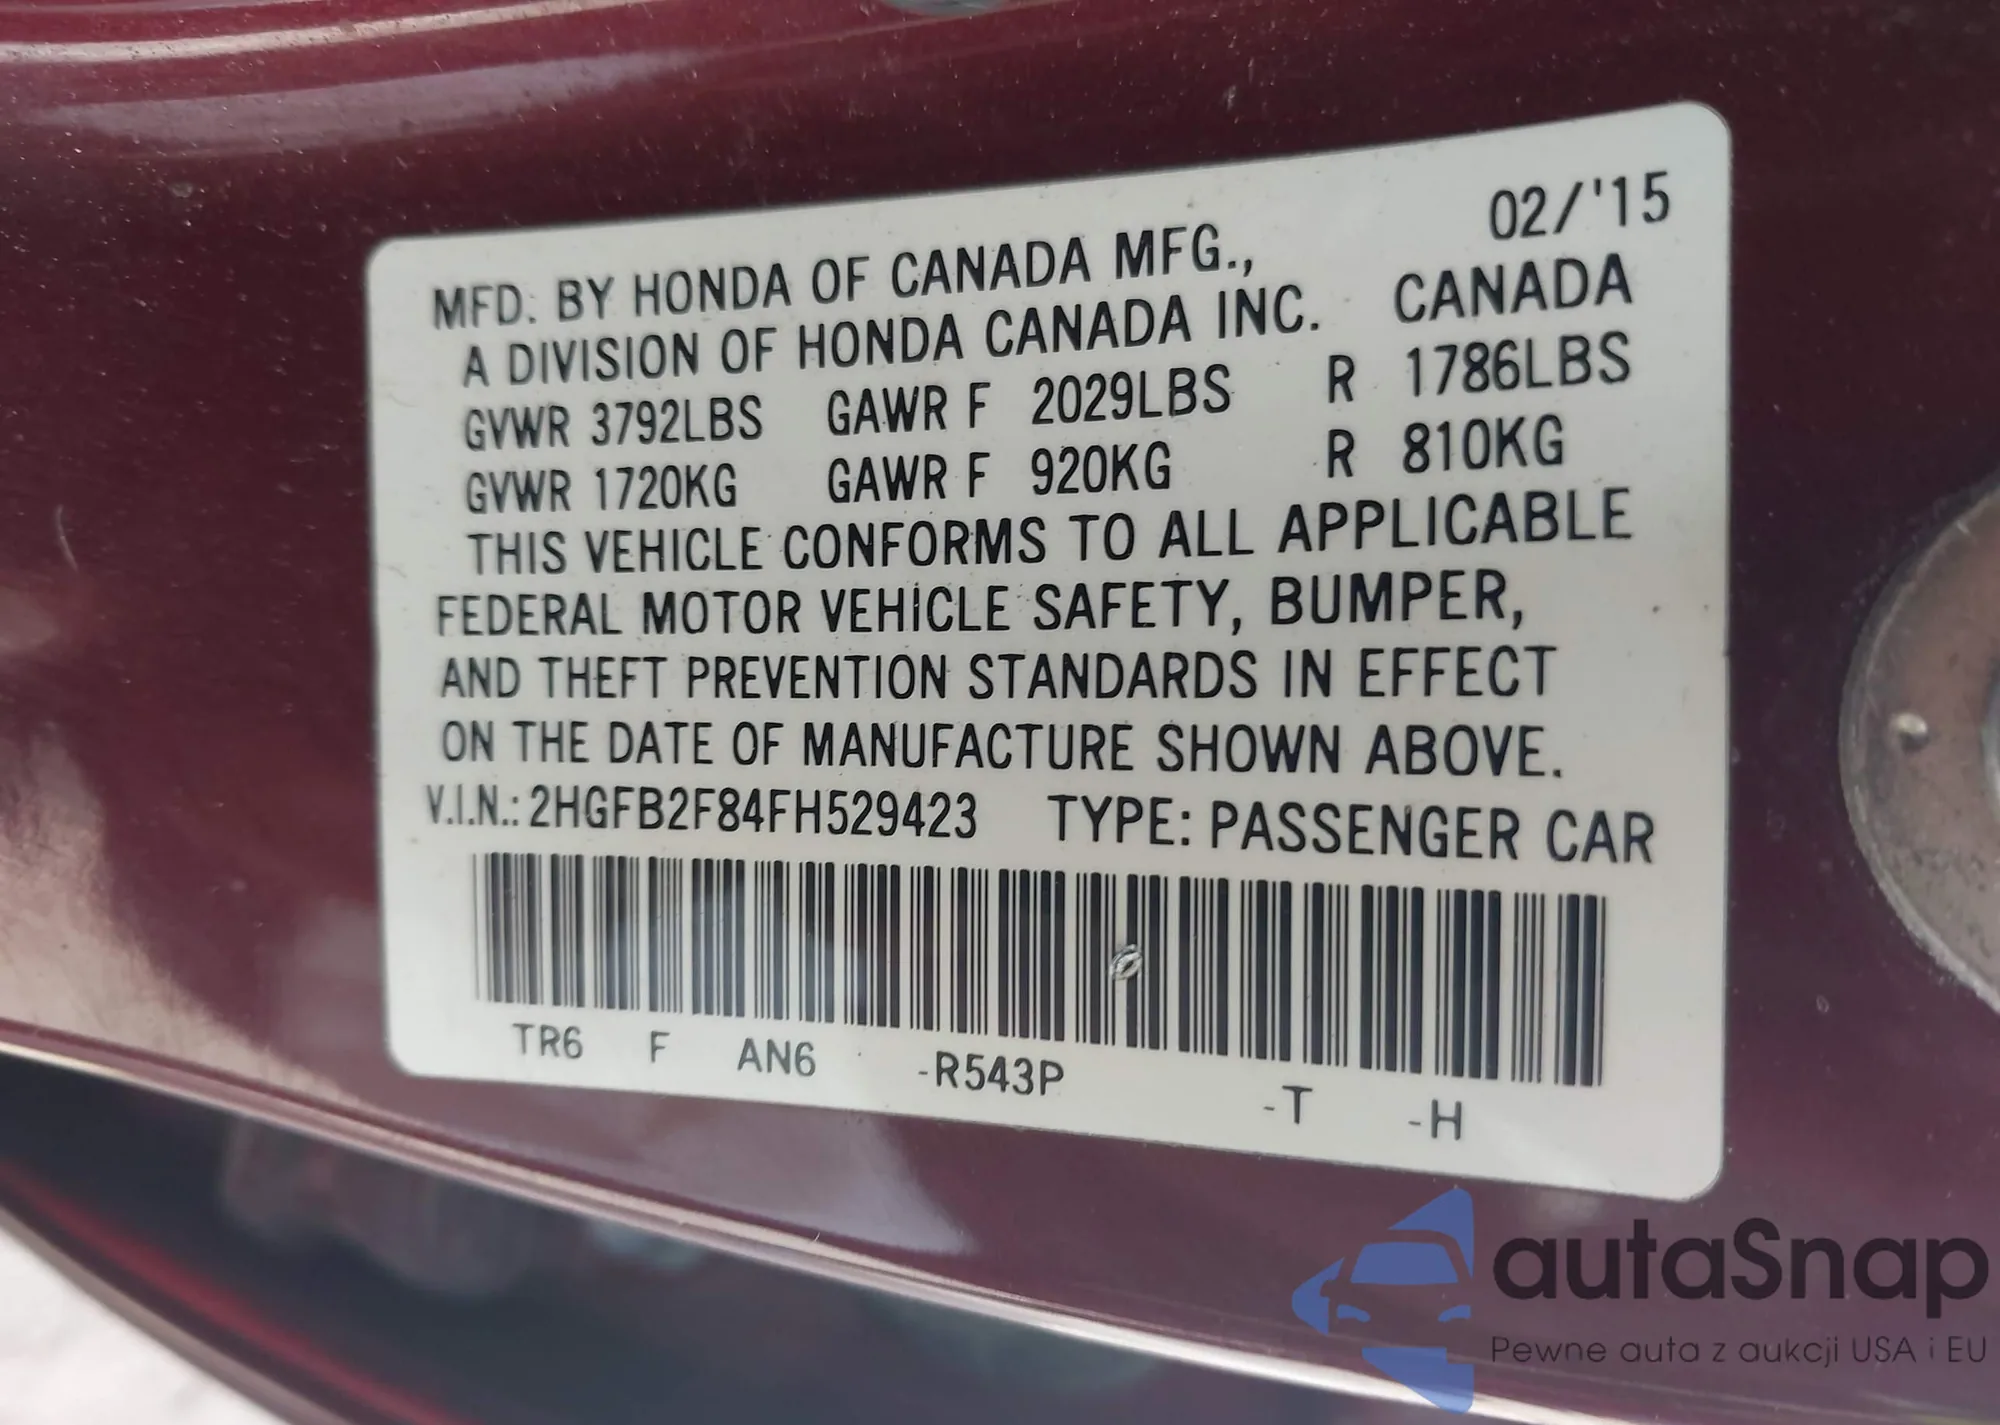 02/'15
MFD. BY HONDA OF CANADA MFG.,
A DIVISION OF HONDA CANADA INC. CANADA
GVWR 3792LBS GAWR F 2029LBS R 1786LBS
GVWR 1720KG GAWR F 920KG R 810KG
THIS VEHICLE CONFORMS TO ALL APPLICABLE
FEDERAL MOTOR VEHICLE SAFETY, BUMPER,
AND THEFT PREVENTION STANDARDS IN EFFECT
ON THE DATE OF MANUFACTURE SHOWN ABOVE.
V.I.N.: 2HGFB2F84FH529423 TYPE: PASSENGER CAR
TR6 F AN6 -R543P -T -H
autaSnap
Pewne auta z aukcji USA i EU